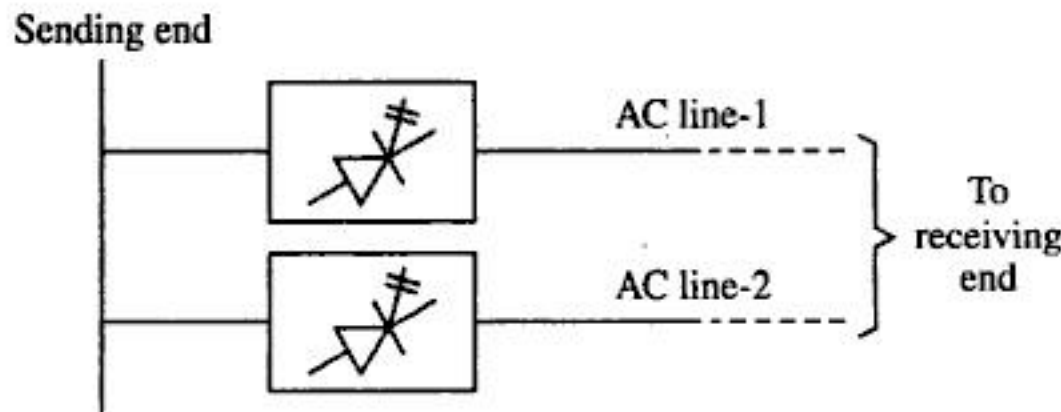 Sending end
AC line-1
AC line-2
To
receiving
end